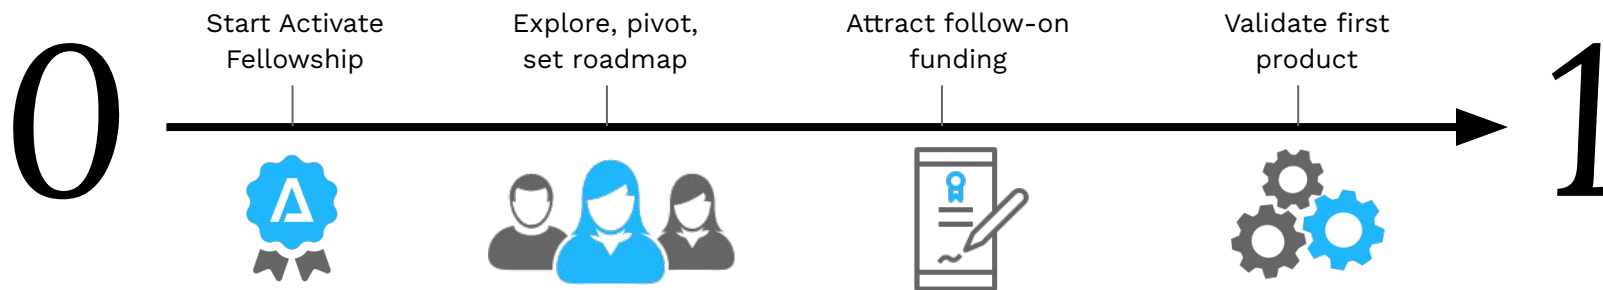 0
Start Activate
Fellowship
Explore, pivot,
set roadmap
Attract follow-on
funding
Validate first
product
1